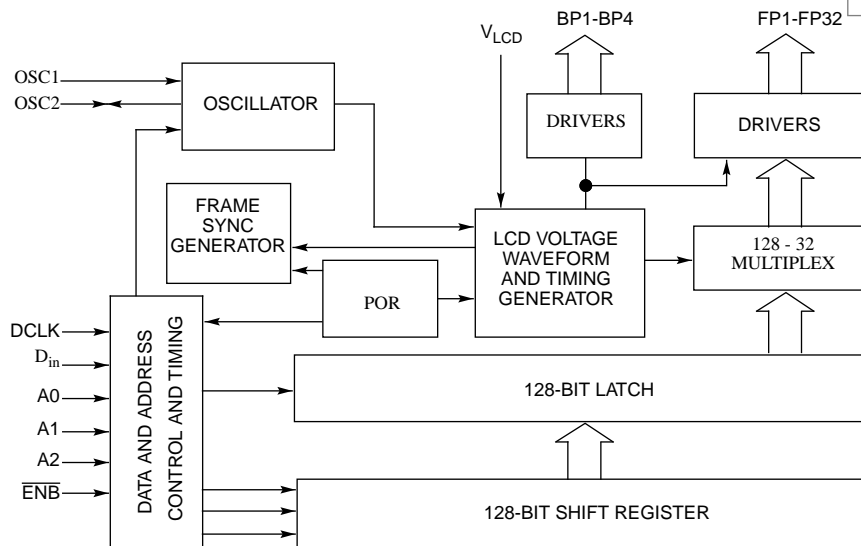 BP1-BP4
FP1-FP32
VLCD
OSC1
OSC2
OSCILLATOR
DRIVERS
DRIVERS
FRAME
SYNC
GENERATOR
LCD VOLTAGE
WAVEFORM
AND TIMING
GENERATOR
128 - 32
MULTIPLEX
POR
DCLK
Din
A0
A1
A2
ENB
DATA AND ADDRESS
CONTROL AND TIMING
128-BIT LATCH
128-BIT SHIFT REGISTER